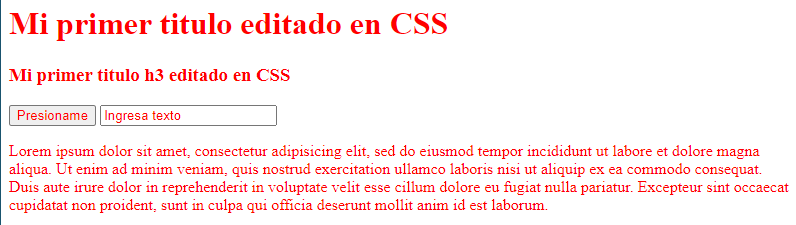 Mi primer titulo editado en CSS
Mi primer titulo h3 editado en CSS
Presioname Ingresa texto
Lorem ipsum dolor sit amet, consectetur adipisicing elit, sed do eiusmod tempor incididunt ut labore et dolore magna
aliqua. Ut enim ad minim veniam, quis nostrud exercitation ullamco laboris nisi ut aliquip ex ea commodo consequat.
Duis aute irure dolor in reprehenderit in voluptate velit esse cillum dolore eu fugiat nulla pariatur. Excepteur sint occaecat
cupidatat non proident, sunt in culpa qui officia deserunt mollit anim id est laborum.